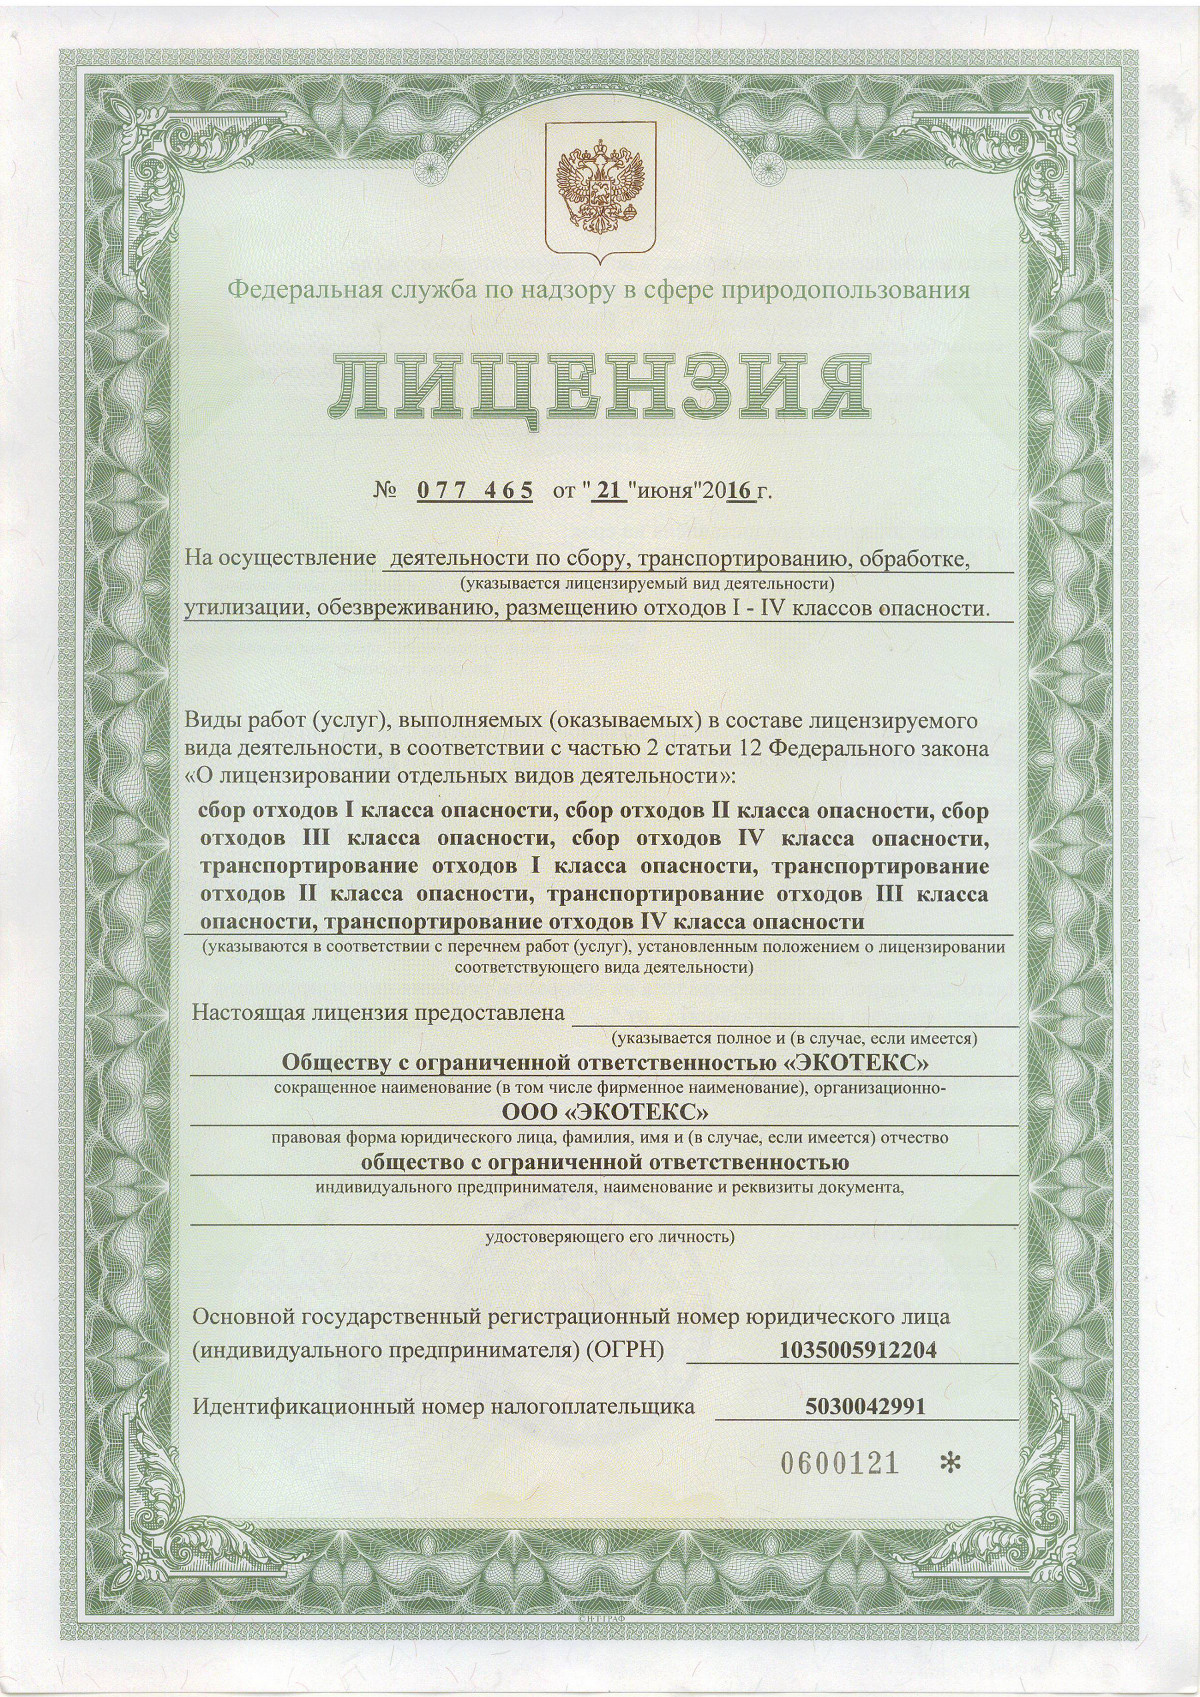 Федеральная служба по надзору в сфере природопользования
ЛИЦЕНЗИЯ
№ 077 465 от " 21 "июня"2016 г.
На осуществление деятельности по сбору, транспортированию, обработке,
(указывается лицензируемый вид деятельности)
утилизации, обезвреживанию, размещению отходов I - IV классов опасности.
Виды работ (услуг), выполняемых (оказываемых) в составе лицензируемого
вида деятельности, в соответствии с частью 2 статьи 12 Федерального закона
«О лицензировании отдельных видов деятельности»:
сбор отходов I класса опасности, сбор отходов II класса опасности, сбор
отходов III класса опасности, сбор отходов IV класса опасности,
транспортирование отходов I класса опасности, транспортирование
отходов II класса опасности, транспортирование отходов III класса
опасности, транспортирование отходов IV класса опасности
(указываются в соответствии с перечнем работ (услуг), установленным положением о лицензировании
соответствующего вида деятельности)
Настоящая лицензия предоставлена
(указывается полное и (в случае, если имеется)
Обществу с ограниченной ответственностью «ЭКОТЕКС»
сокращенное наименование (в том числе фирменное наименование), организационно-
ООО «ЭКОТЕКС»
правовая форма юридического лица, фамилия, имя и (в случае, если имеется) отчество
общество с ограниченной ответственностью
индивидуального предпринимателя, наименование и реквизиты документа,
удостоверяющего его личность)
Основной государственный регистрационный номер юридического лица
(индивидуального предпринимателя) (ОГРН) 1035005912204
Идентификационный номер налогоплательщика 5030042991
0600121 *
© Н·Т·ГРАФ